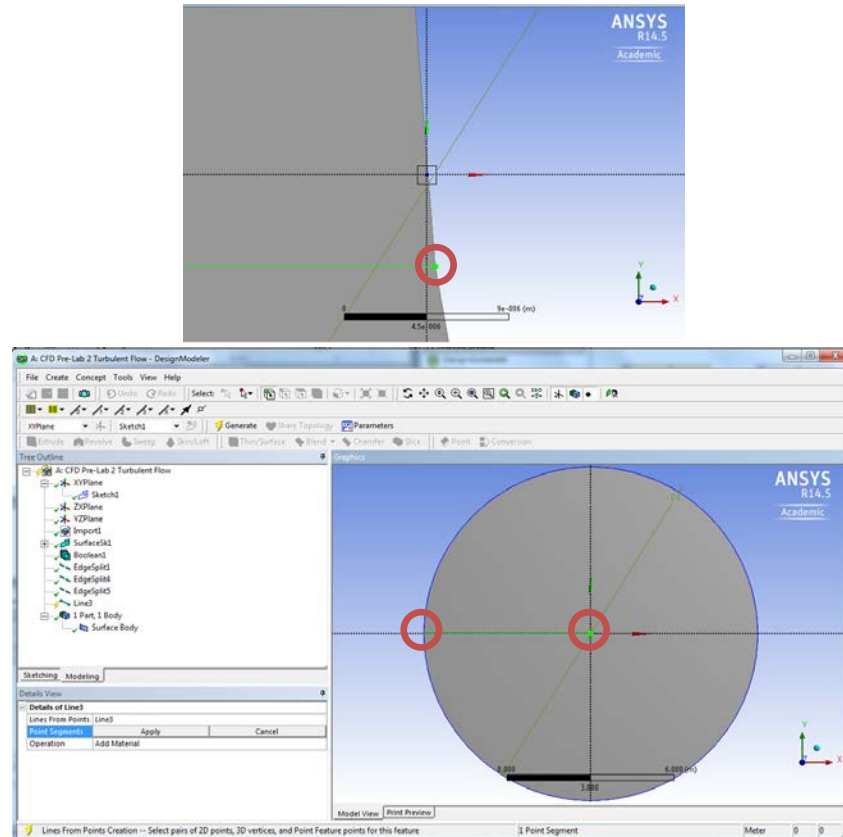 ANSYS
R14.5
Academic
Y
X
0
9e-006 (m)
4.5e-006
A: CFD Pre-Lab 2 Turbulent Flow - DesignModeler
File Create Concept Tools View Help
Undo Redo Select:
XYPlane Sketch1 Generate Share Topology Parameters
Extrude Revolve Sweep Skin/Loft Thin/Surface Blend Chamfer Slice Point Conversion
Tree Outline
A: CFD Pre-Lab 2 Turbulent Flow
XYPlane
Sketch1
ZXPlane
YZPlane
Import1
SurfaceSk1
Boolean1
EdgeSplit1
EdgeSplit4
EdgeSplit5
Line3
1 Part, 1 Body
Surface Body
Sketching Modeling
Details View
Details of Line3
Lines From Points Line3
Point Segments Apply Cancel
Operation Add Material
Graphics
ANSYS
R14.5
Academic
Y
X
0.000
6.000 (m)
3.000
Model View Print Preview
Lines From Points Creation -- Select pairs of 2D points, 3D vertices, and Point Feature points for this feature 1 Point Segment Meter 0 0